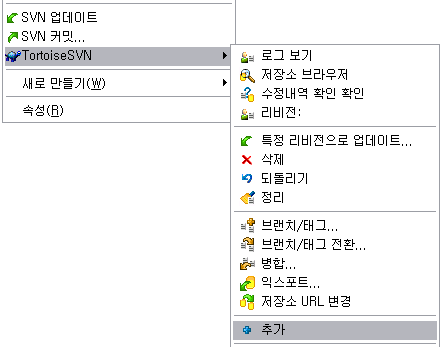 SVN 업데이트
SVN 커밋...
TortoiseSVN
새로 만들기(W)
속성(R)
로그 보기
저장소 브라우저
수정내역 확인 확인
리비전:
특정 리비전으로 업데이트...
삭제
되돌리기
정리
브랜치/태그...
브랜치/태그 전환...
병합...
익스포트...
저장소 URL 변경
추가